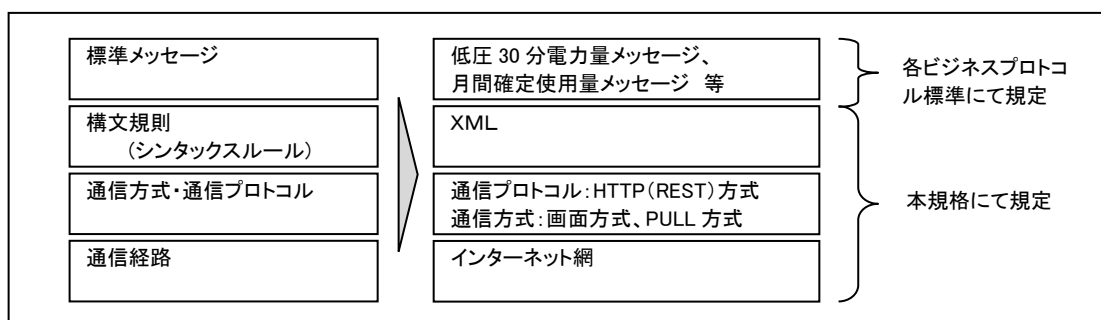 標準メッセージ
低圧 30 分電力量メッセージ、
月間確定使用量メッセージ 等
各ビジネスプロトコ
ル標準にて規定
構文規則
(シンタックスルール)
XML
通信方式・通信プロトコル
通信プロトコル:HTTP(REST)方式
通信方式:画面方式、PULL 方式
本規格にて規定
通信経路
インターネット網